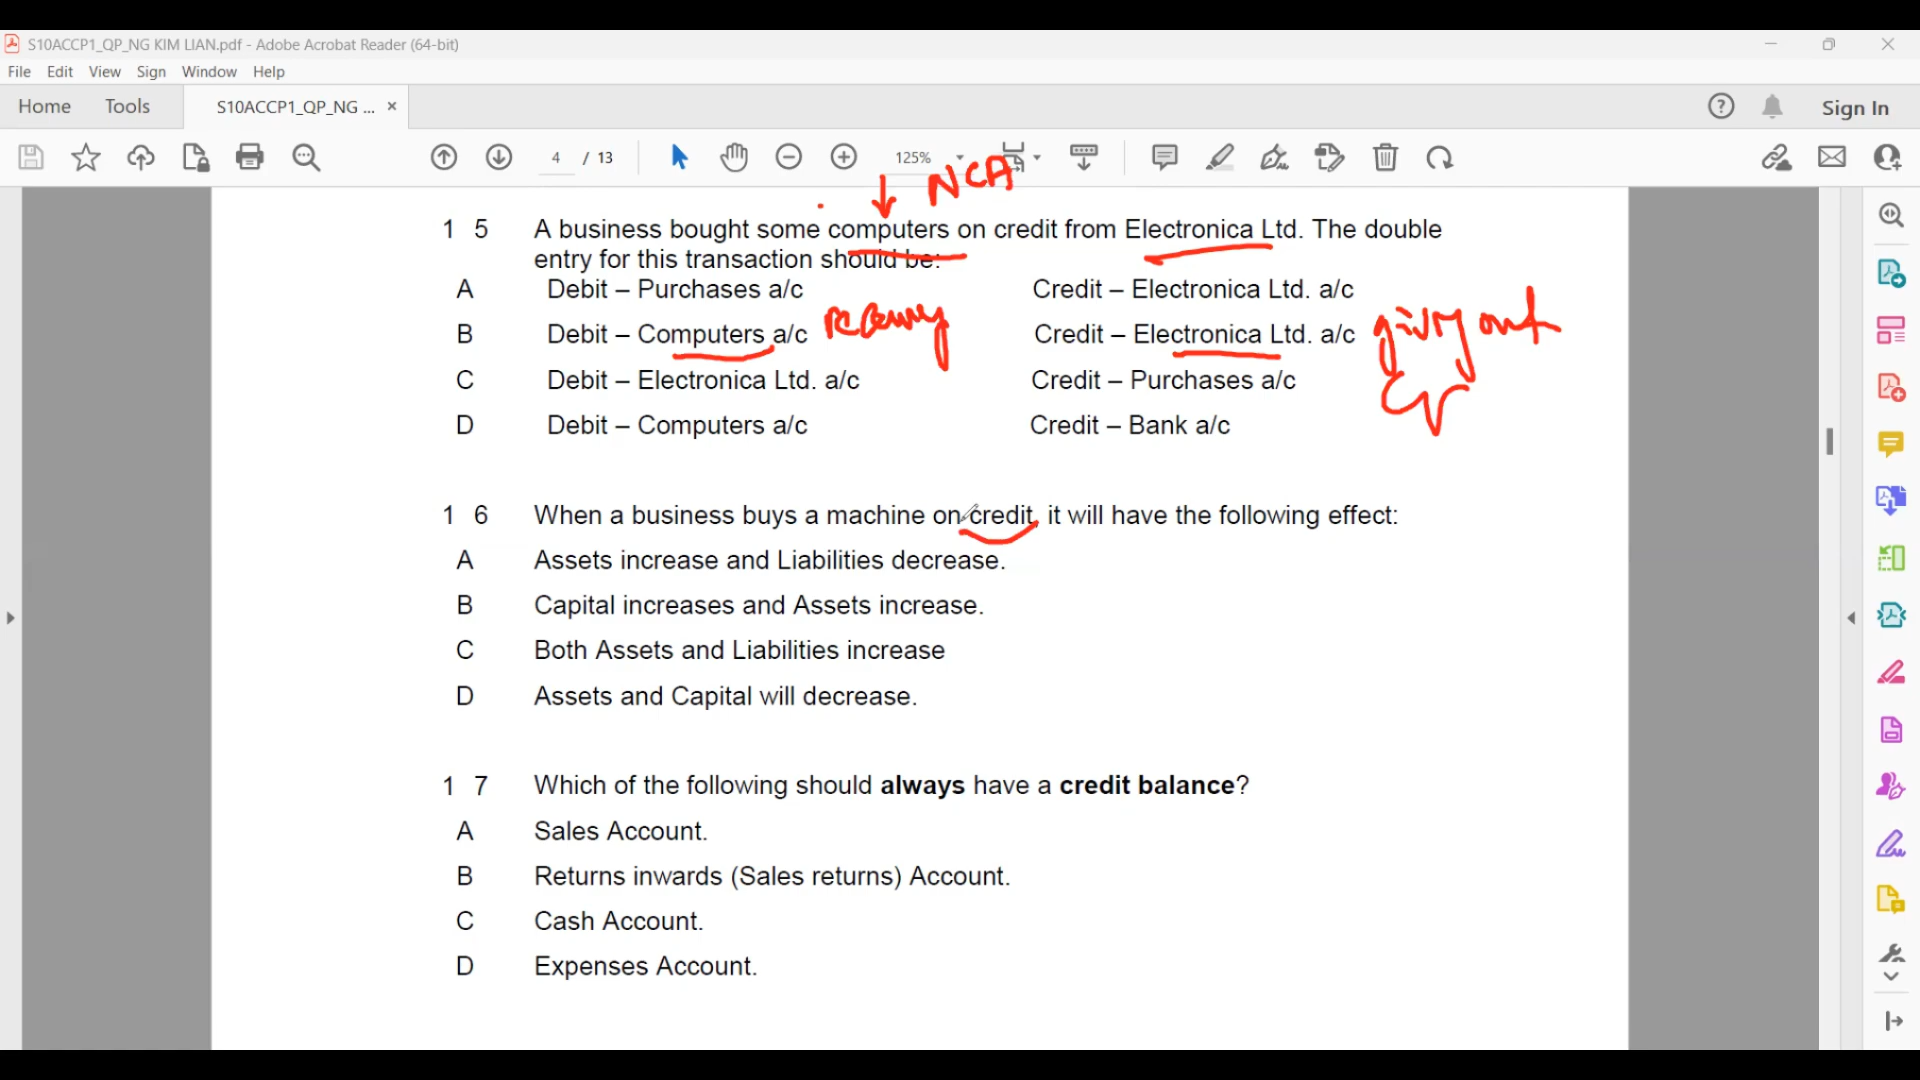 S10ACCP1_QP_NG KIM LIAN.pdf - Adobe Acrobat Reader (64-bit)
File Edit View Sign Window Help
Home Tools S10ACCP1_QP_NG ... × Sign In
4 / 13 125%
NCA
1 5 A business bought some computers on credit from Electronica Ltd. The double
entry for this transaction should be:
A Debit – Purchases a/c Credit – Electronica Ltd. a/c
B Debit – Computers a/c Credit – Electronica Ltd. a/c giving out
C Debit – Electronica Ltd. a/c Credit – Purchases a/c
D Debit – Computers a/c Credit – Bank a/c
1 6 When a business buys a machine on credit, it will have the following effect:
A Assets increase and Liabilities decrease.
B Capital increases and Assets increase.
C Both Assets and Liabilities increase
D Assets and Capital will decrease.
1 7 Which of the following should always have a credit balance?
A Sales Account.
B Returns inwards (Sales returns) Account.
C Cash Account.
D Expenses Account.